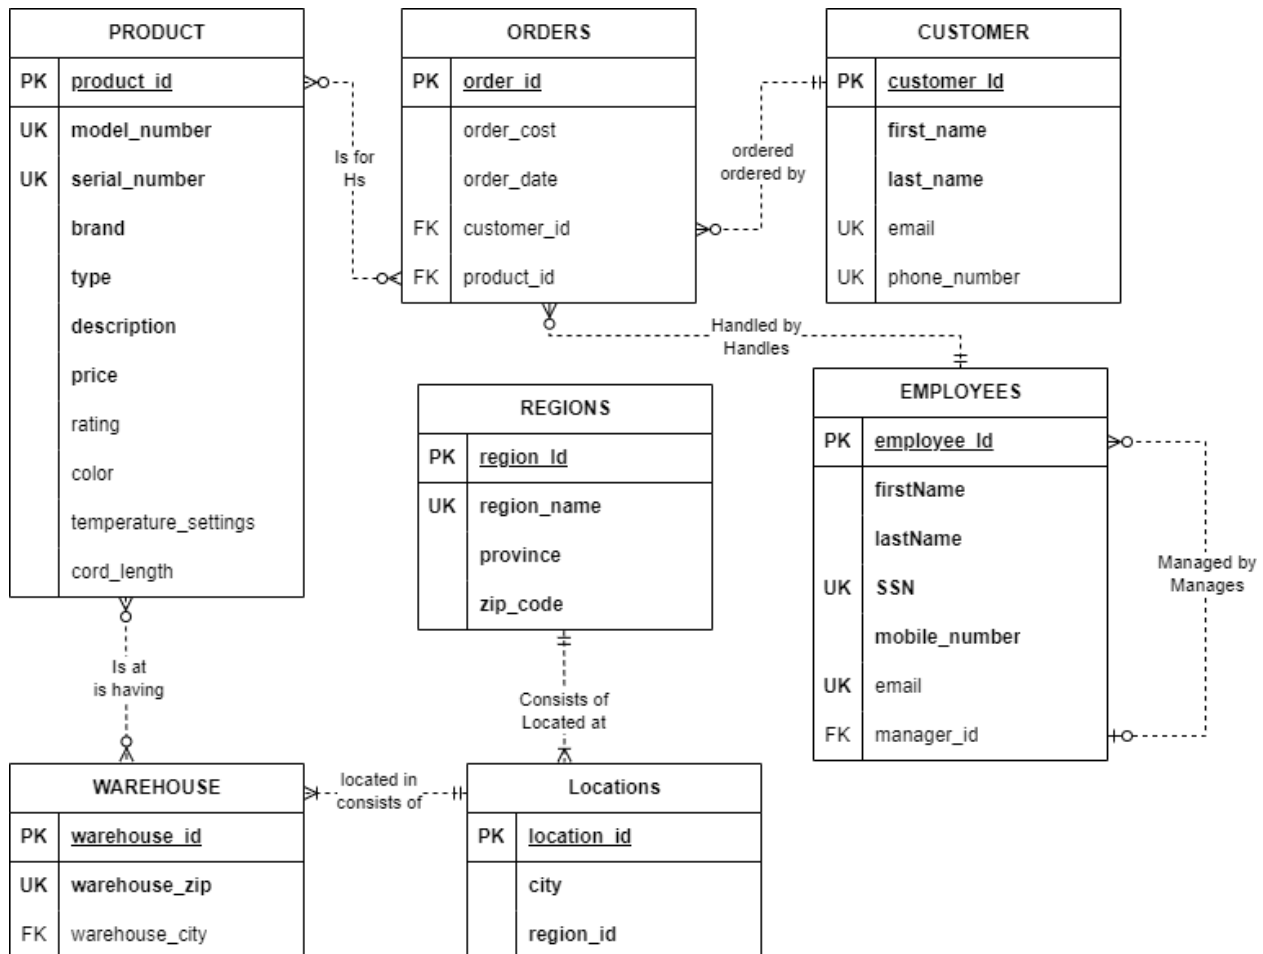 PRODUCT
PK product_id
UK model_number
UK serial_number
brand
type
description
price
rating
color
temperature_settings
cord_length
Is for
Hs
ORDERS
PK order_id
order_cost
order_date
FK customer_id
FK product_id
ordered
ordered by
CUSTOMER
PK customer_Id
first_name
last_name
UK email
UK phone_number
Handled by
Handles
REGIONS
PK region_Id
UK region_name
province
zip_code
EMPLOYEES
PK employee_Id
firstName
lastName
UK SSN
mobile_number
UK email
FK manager_id
Managed by
Manages
Is at
is having
Consists of
Located at
WAREHOUSE
PK warehouse_id
UK warehouse_zip
FK warehouse_city
located in
consists of
Locations
PK location_id
city
region_id